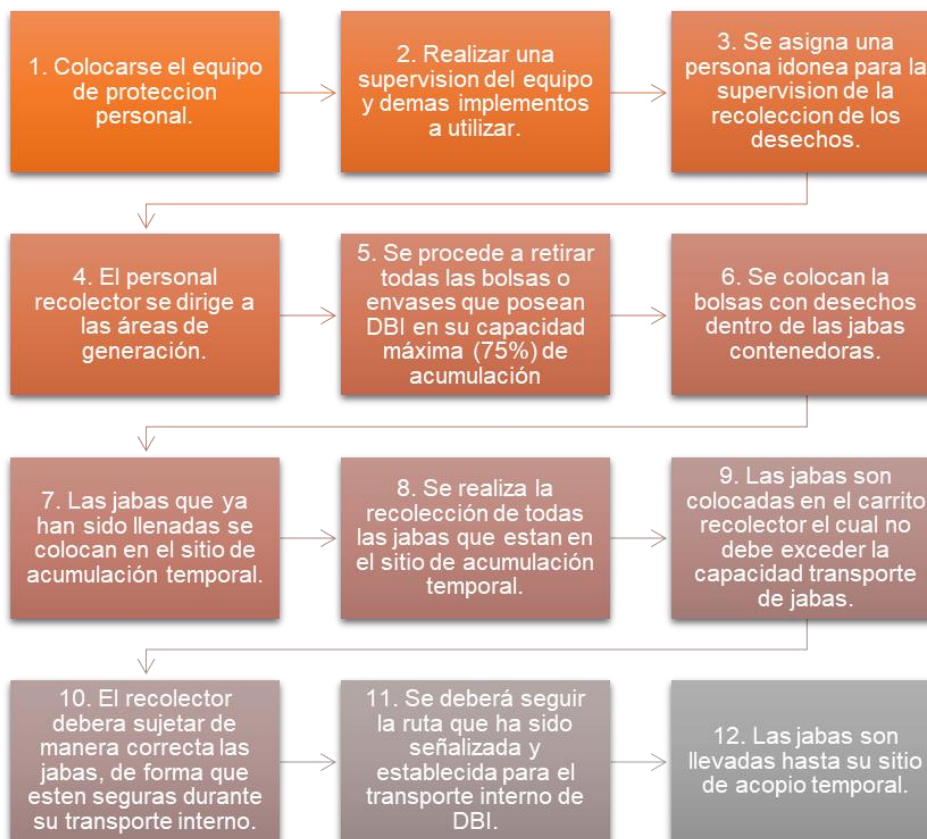 1. Colocarse el equipo
de proteccion
personal.
2. Realizar una
supervision del equipo
y demas implementos
a utilizar.
3. Se asigna una
persona idonea para la
supervision de la
recoleccion de los
desechos.
4. El personal
recolector se dirige a
las áreas de
generación.
5. Se procede a retirar
todas las bolsas o
envases que posean
DBI en su capacidad
máxima (75%) de
acumulación
6. Se colocan la
bolsas con desechos
dentro de las jabas
contenedoras.
7. Las jabas que ya
han sido llenadas se
colocan en el sitio de
acumulación temporal.
8. Se realiza la
recolección de todas
las jabas que estan en
el sitio de acumulación
temporal.
9. Las jabas son
colocadas en el carrito
recolector el cual no
debe exceder la
capacidad transporte
de jabas.
10. El recolector
debera sujetar de
manera correcta las
jabas, de forma que
esten seguras durante
su transporte interno.
11. Se deberá seguir
la ruta que ha sido
señalizada y
establecida para el
transporte interno de
DBI.
12. Las jabas son
llevadas hasta su sitio
de acopio temporal.